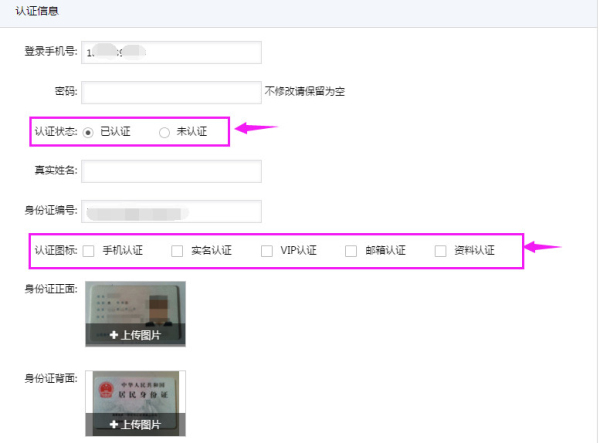 认证信息
登录手机号:
密码: 不修改请保留为空
认证状态: 已认证 未认证
真实姓名:
身份证编号:
认证图标: 手机认证 实名认证 VIP认证 邮箱认证 资料认证
身份证正面:
+上传图片
身份证背面:
中华人民共和国
居民身份证
+上传图片